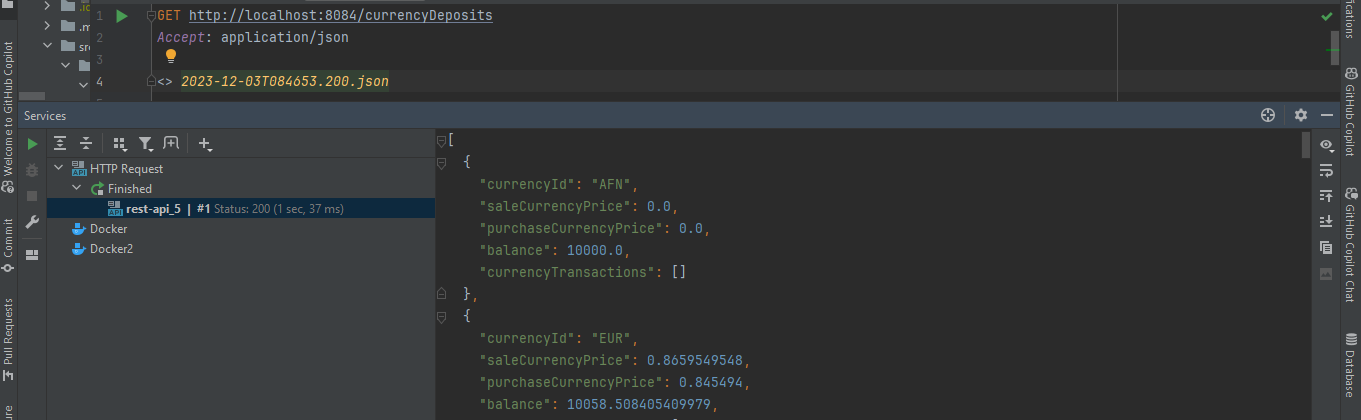 1 GET http://localhost:8084/currencyDeposits
2 Accept: application/json
3
4 <> 2023-12-03T084653.200.json
Services
HTTP Request
Finished
rest-api_5 | #1 Status: 200 (1 sec, 37 ms)
Docker
Docker2
[
{
"currencyId": "AFN",
"saleCurrencyPrice": 0.0,
"purchaseCurrencyPrice": 0.0,
"balance": 10000.0,
"currencyTransactions": []
},
{
"currencyId": "EUR",
"saleCurrencyPrice": 0.8659549548,
"purchaseCurrencyPrice": 0.845494,
"balance": 10058.508405409979,
Welcome to GitHub Copilot
Commit
Pull Requests
GitHub Copilot
GitHub Copilot Chat
Database